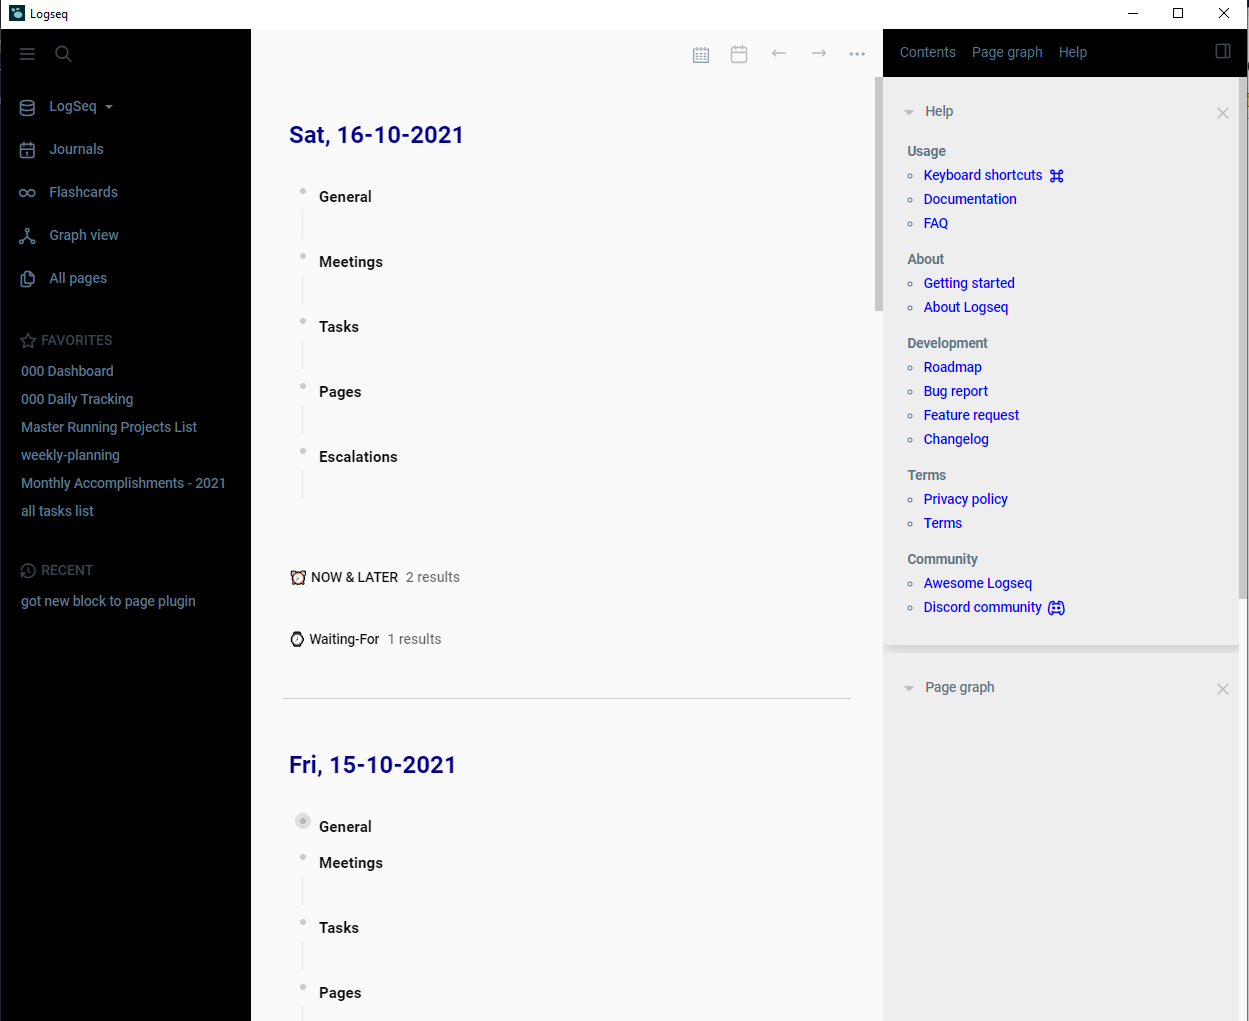 Logseq
LogSeq
Journals
Flashcards
Graph view
All pages
FAVORITES
000 Dashboard
000 Daily Tracking
Master Running Projects List
weekly-planning
Monthly Accomplishments - 2021
all tasks list
RECENT
got new block to page plugin
Sat, 16-10-2021
General
Meetings
Tasks
Pages
Escalations
NOW & LATER 2 results
Waiting-For 1 results
Fri, 15-10-2021
General
Meetings
Tasks
Pages
Contents Page graph Help
Help
Usage
Keyboard shortcuts
Documentation
FAQ
About
Getting started
About Logseq
Development
Roadmap
Bug report
Feature request
Changelog
Terms
Privacy policy
Terms
Community
Awesome Logseq
Discord community
Page graph